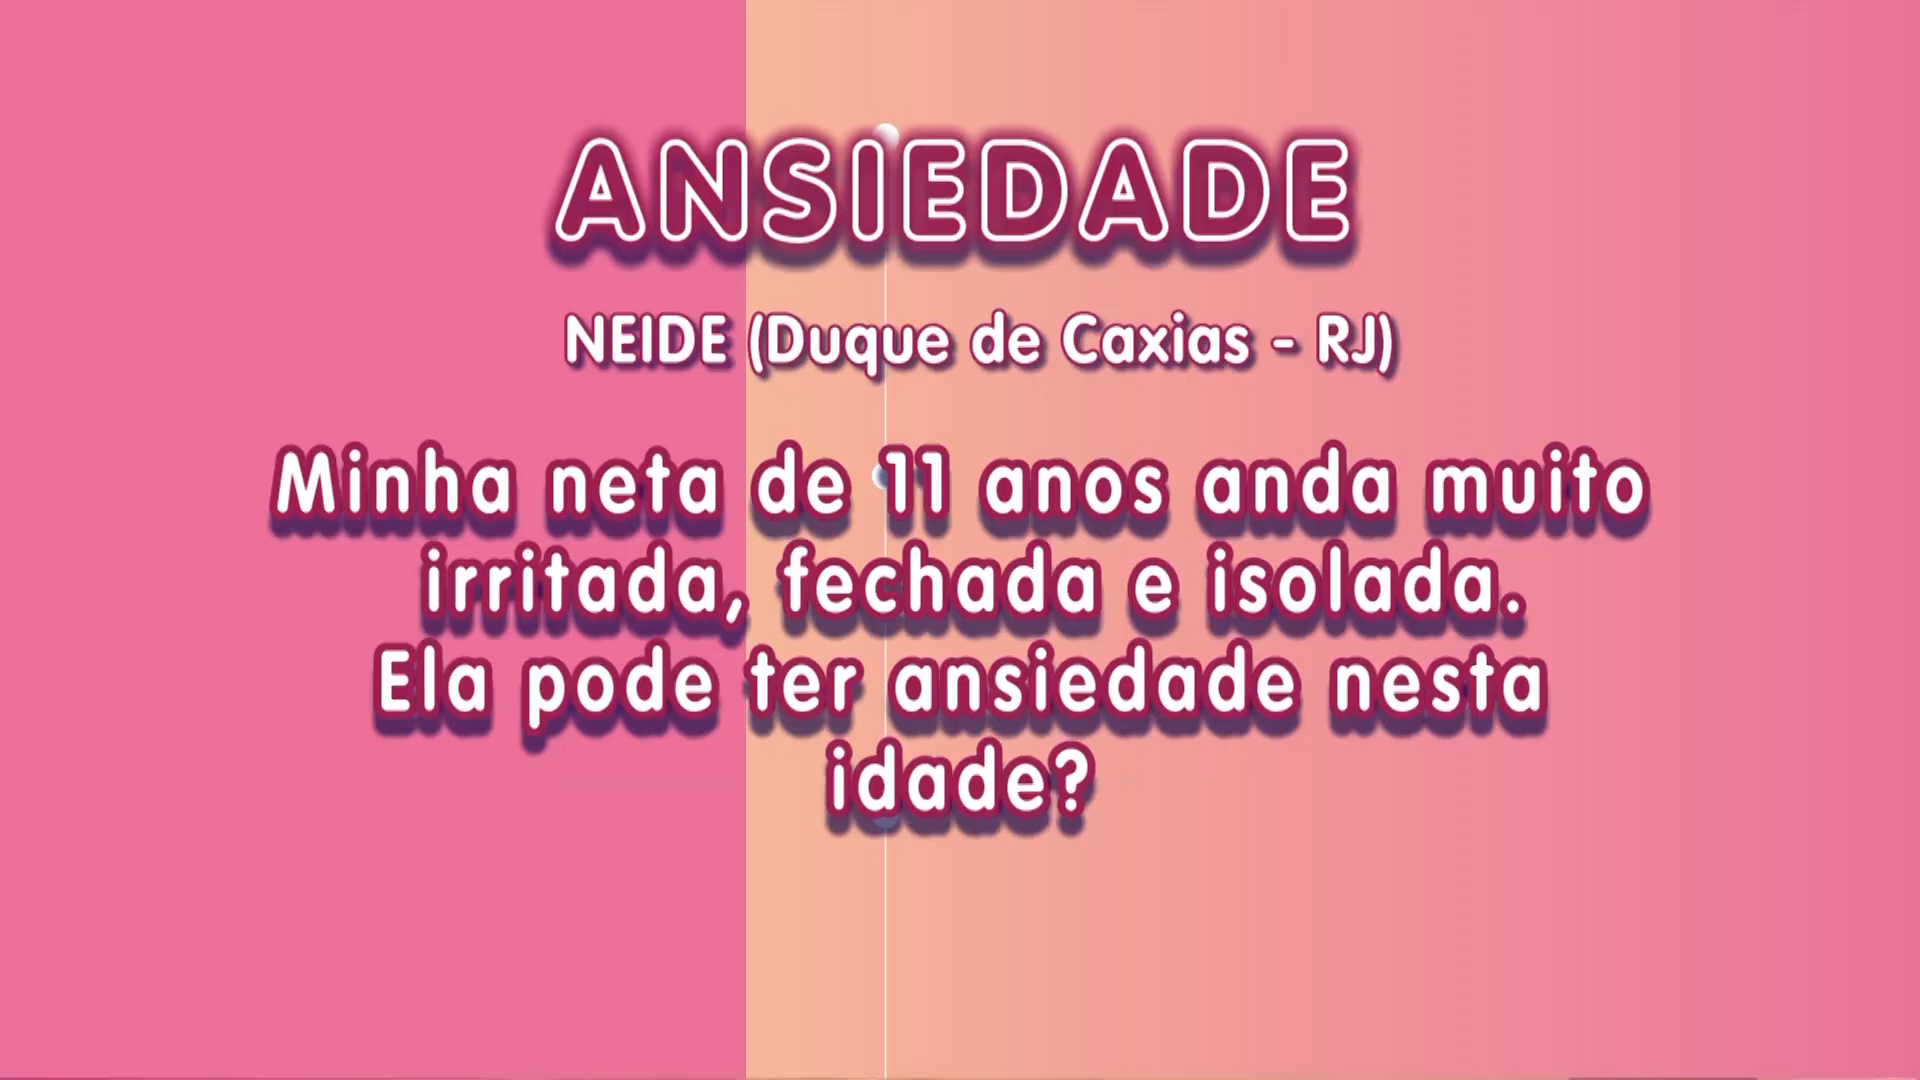 ANSIEDADE
NEIDE (Duque de Caxias - RJ)
Minha neta de 11 anos anda muito
irritada, fechada e isolada.
Ela pode ter ansiedade nesta
idade?